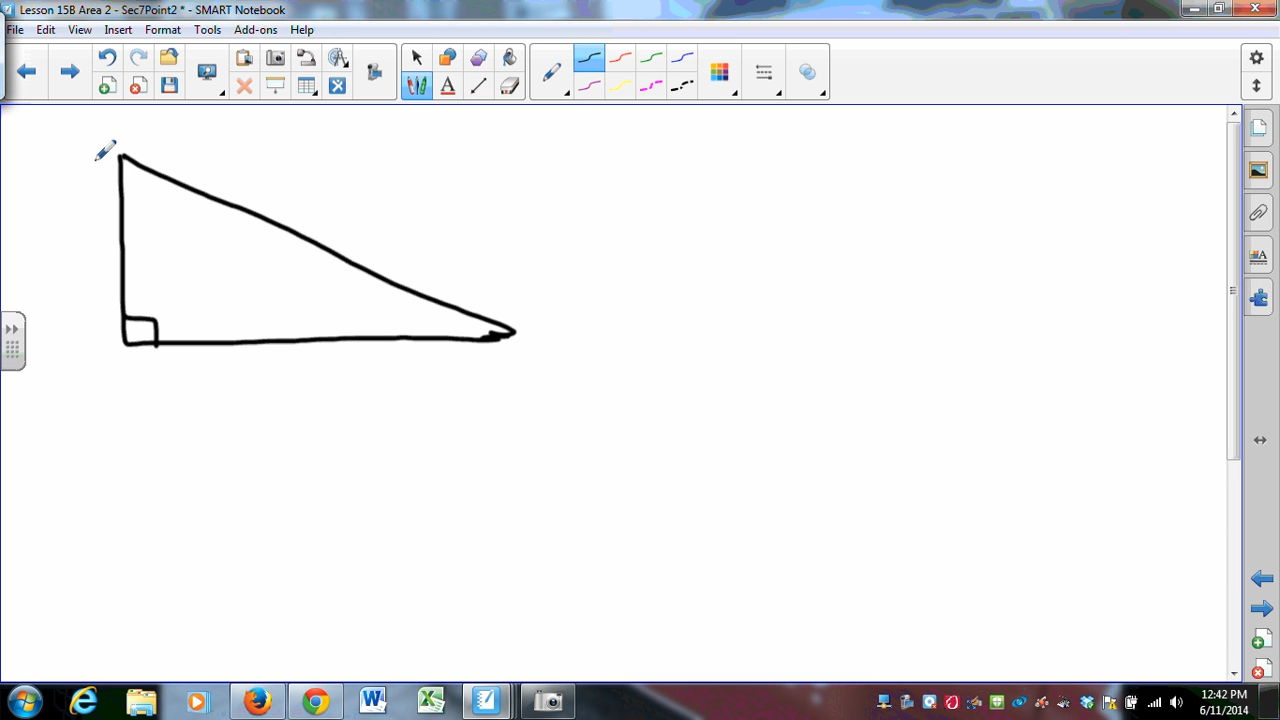 Lesson 15B Area 2 - Sec7Point2 * - SMART Notebook
File Edit View Insert Format Tools Add-ons Help
12:42 PM
6/11/2014